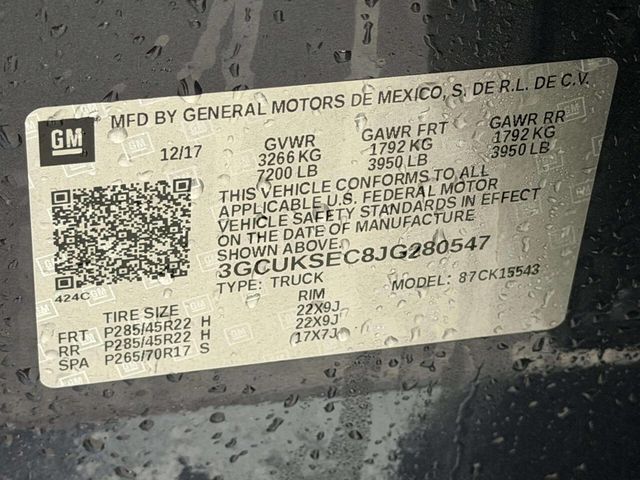 MFD BY GENERAL MOTORS DE MEXICO, S. DE R.L. DE C.V.
GM
12/17 GVWR GAWR FRT GAWR RR
3266 KG 1792 KG 1792 KG
7200 LB 3950 LB 3950 LB
THIS VEHICLE CONFORMS TO ALL
APPLICABLE U.S. FEDERAL MOTOR
VEHICLE SAFETY STANDARDS IN EFFECT
ON THE DATE OF MANUFACTURE
SHOWN ABOVE.
3GCUKSEC8JG280547
424C
TYPE: TRUCK MODEL: 87CK15543
TIRE SIZE RIM
FRT P285/45R22 H 22X9J
RR P285/45R22 H 22X9J
SPA P265/70R17 S 17X7J